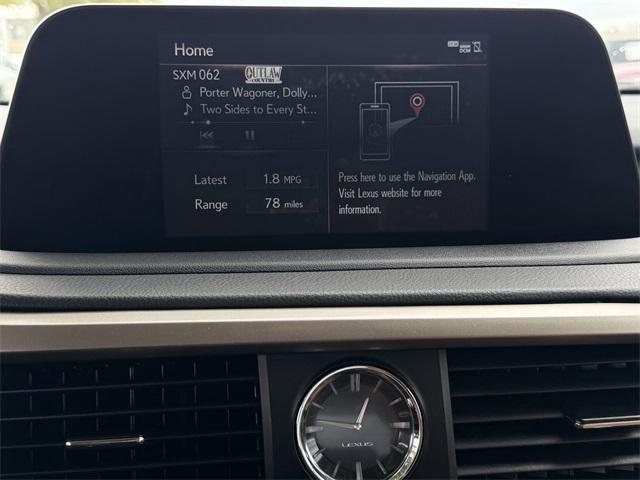 Home
SXM 062 OUTLAW COUNTRY
Porter Wagoner, Dolly...
Two Sides to Every St...
Latest 1.8 MPG
Range 78 miles
Press here to use the Navigation App.
Visit Lexus website for more
information.
LEXUS